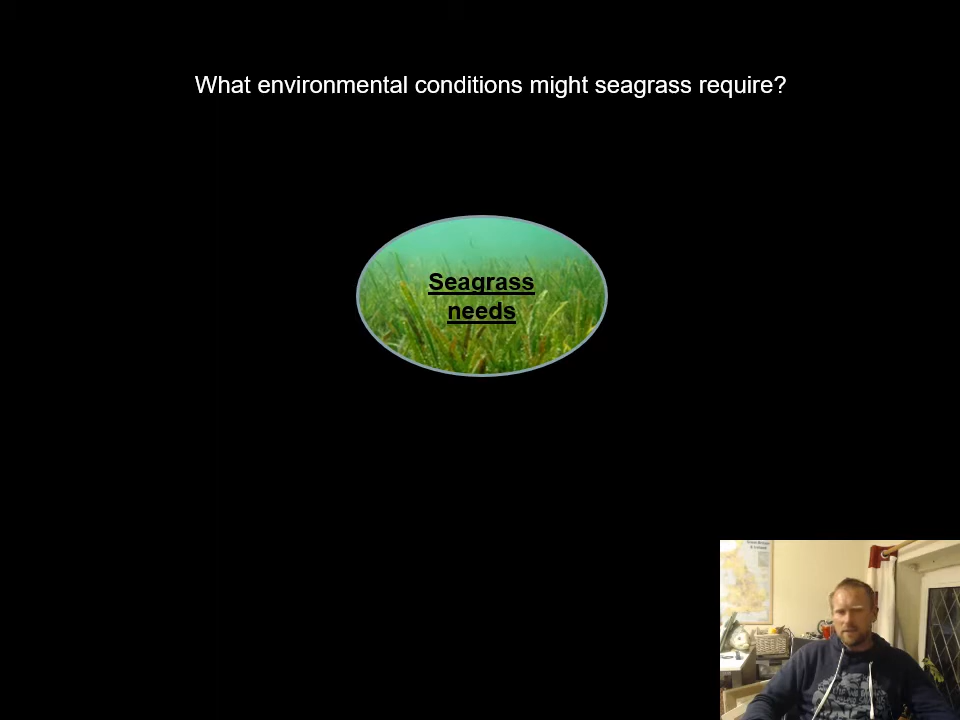 What environmental conditions might seagrass require?
Seagrass
needs